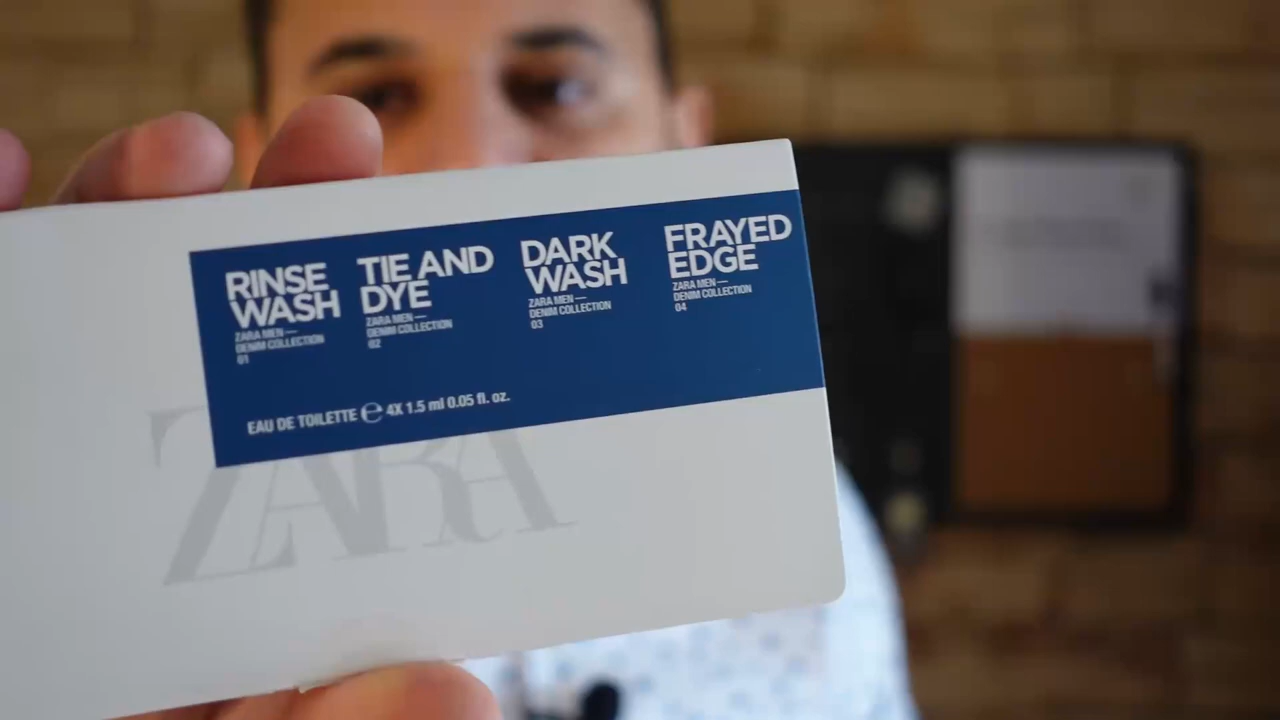 RINSE
WASH
ZARA MEN —
DENIM COLLECTION
01
TIE AND
DYE
ZARA MEN —
DENIM COLLECTION
02
DARK
WASH
ZARA MEN —
DENIM COLLECTION
03
FRAYED
EDGE
ZARA MEN —
DENIM COLLECTION
04
EAU DE TOILETTE ℮ 4X 1.5 ml 0.05 fl. oz.
ZARA